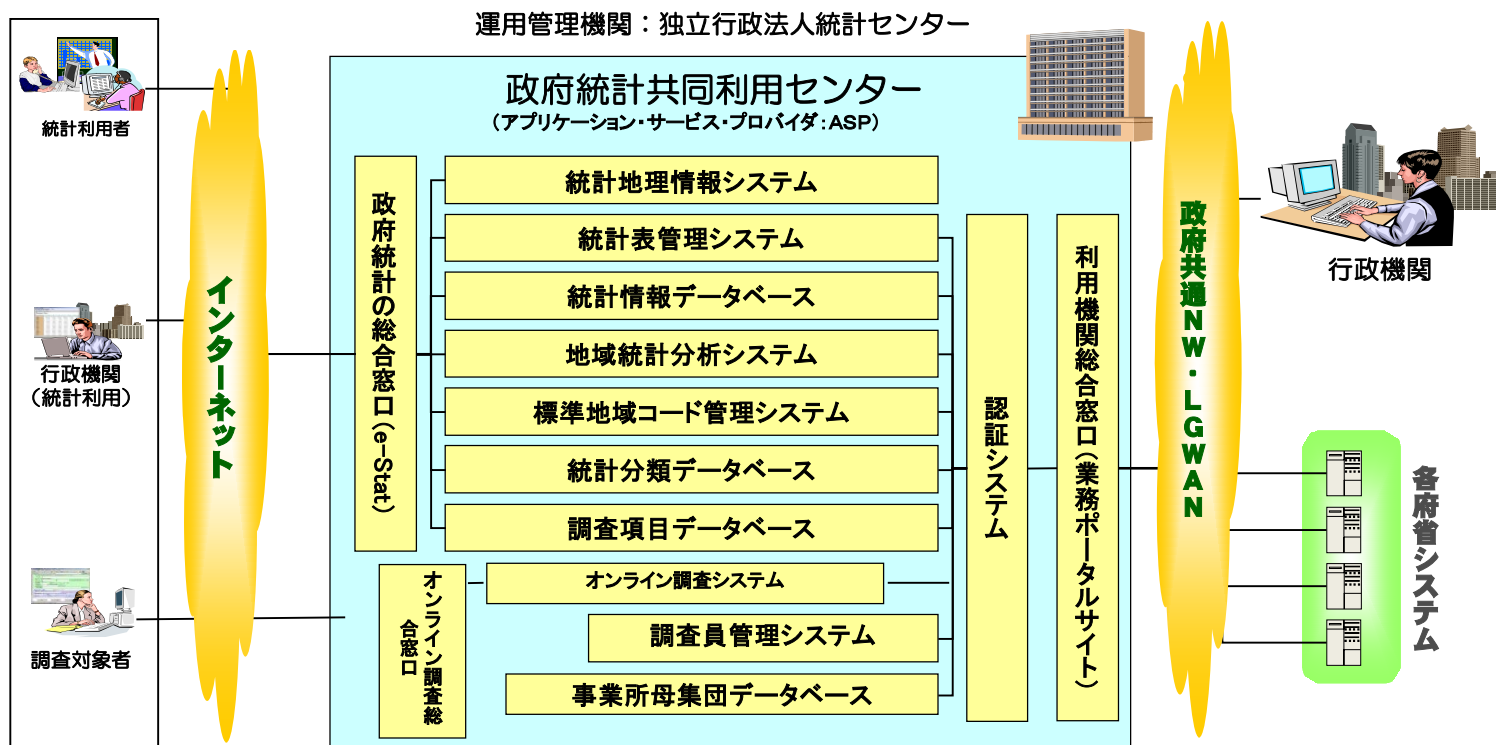 運用管理機関：独立行政法人統計センター
政府統計共同利用センター
（アプリケーション・サービス・プロバイダ：ASP）
統計利用者
行政機関
（統計利用）
調査対象者
インターネット
政府統計の総合窓口（e-Stat）
統計地理情報システム
統計表管理システム
統計情報データベース
地域統計分析システム
標準地域コード管理システム
統計分類データベース
調査項目データベース
オンライン調査総
合窓口
オンライン調査システム
調査員管理システム
事業所母集団データベース
認証システム
利用機関総合窓口（業務ポータルサイト）
政府共通NW・LGWAN
行政機関
各府省システム